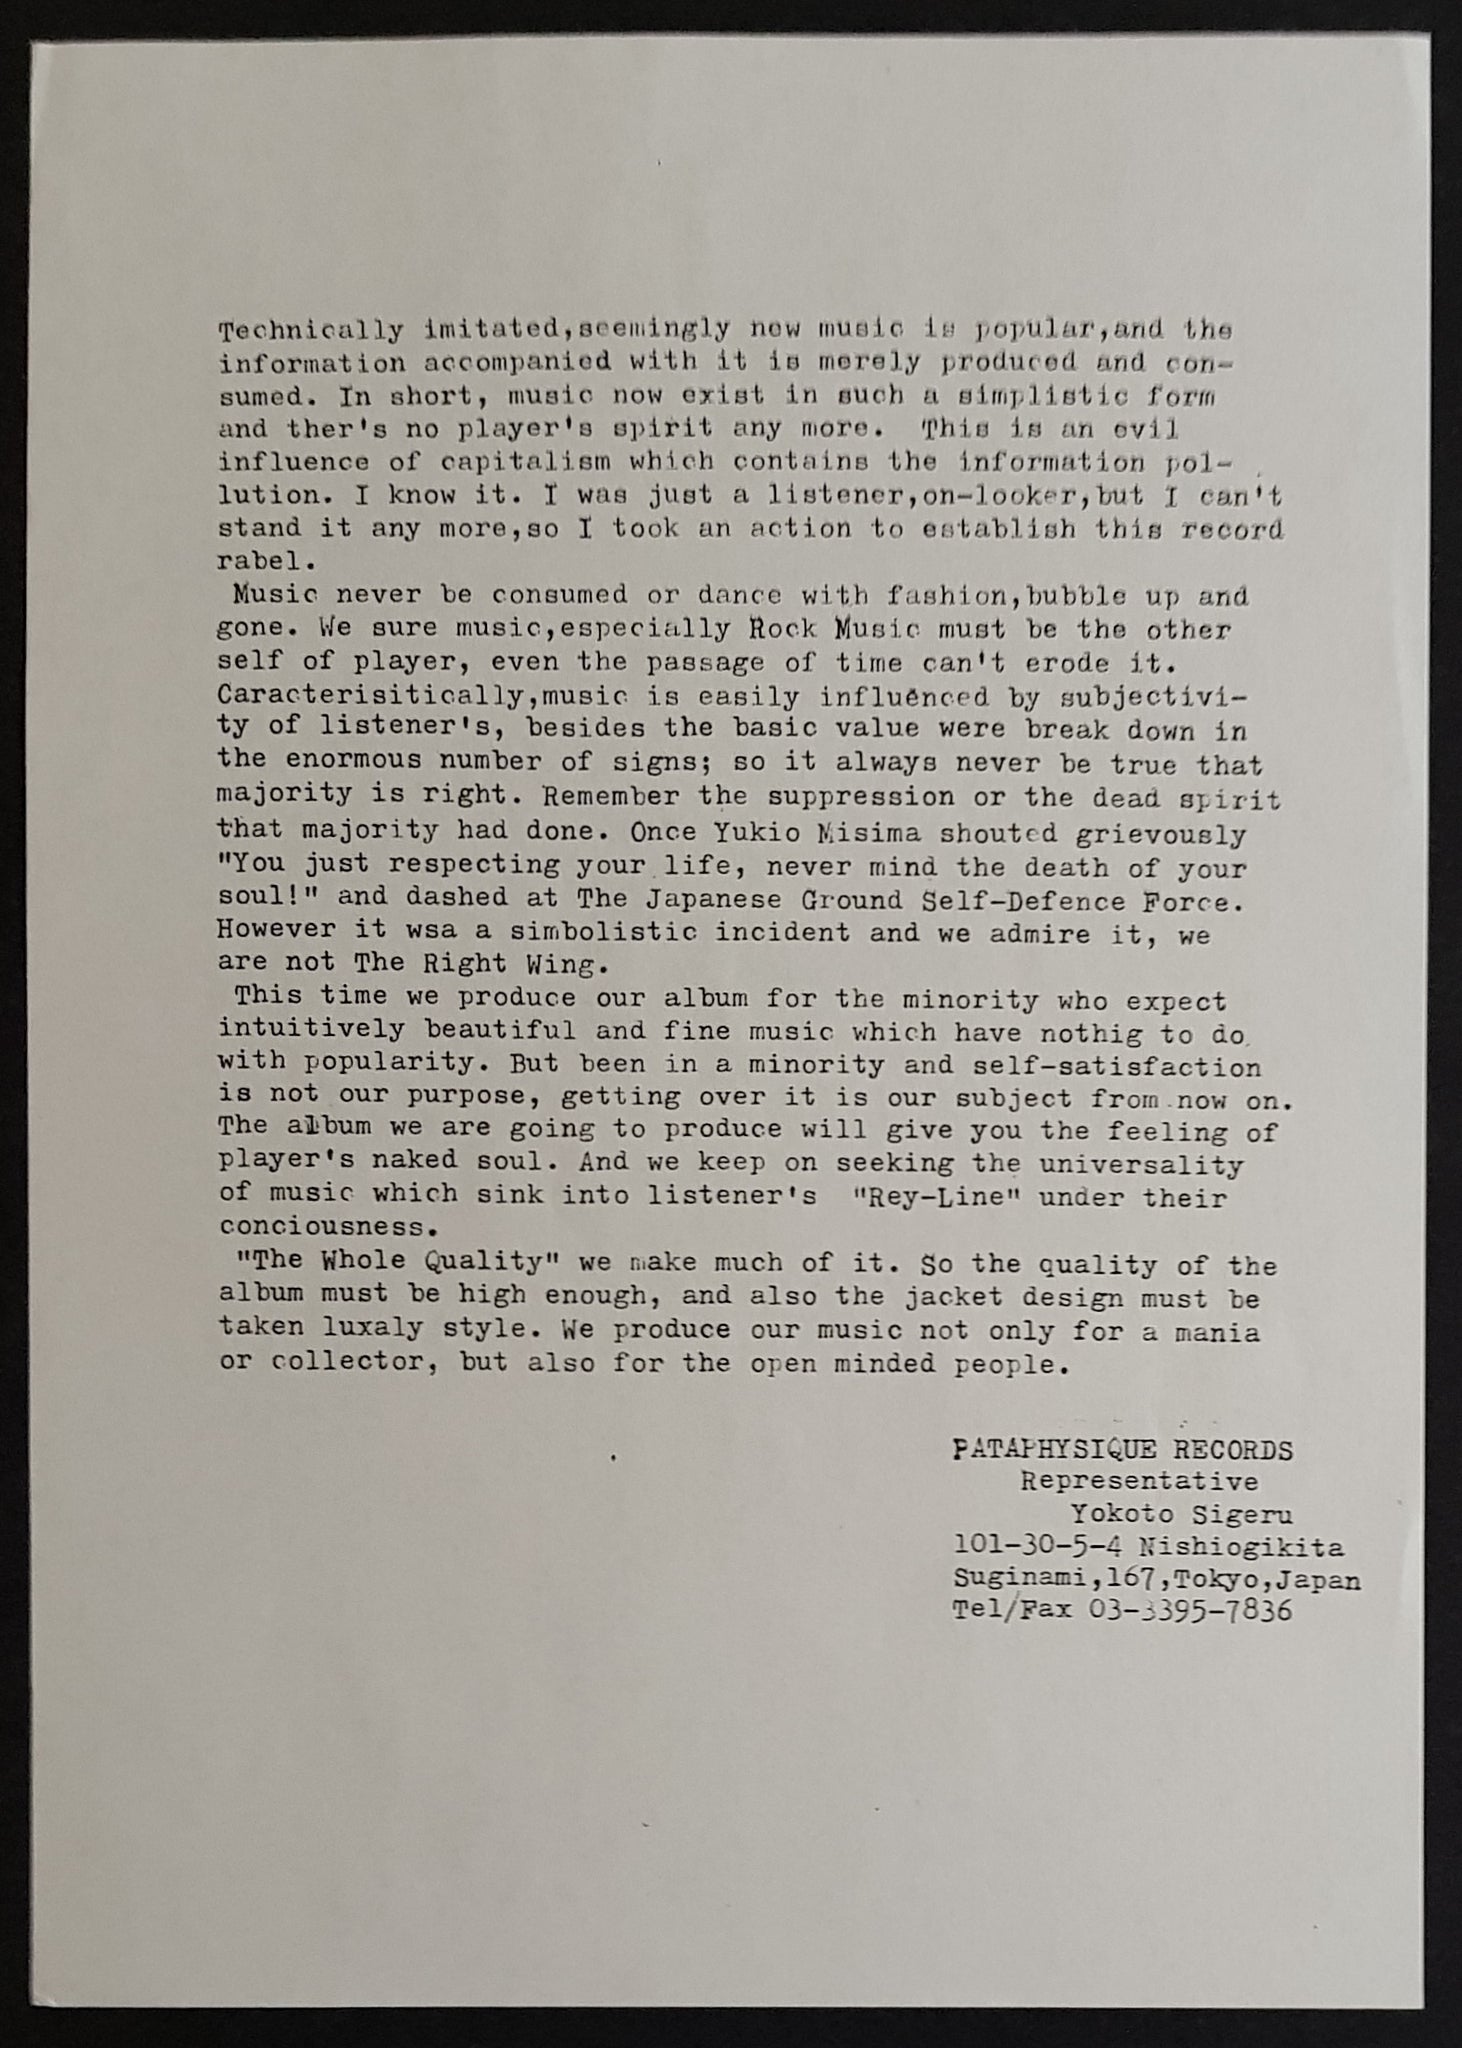 Technically imitated,seemingly new music is popular,and the
information accompanied with it is merely produced and con-
sumed. In short, music now exist in such a simplistic form
and ther's no player's spirit any more. This is an evil
influence of capitalism which contains the information pol-
lution. I know it. I was just a listener,on-looker,but I can't
stand it any more,so I took an action to establish this record
rabel.
Music never be consumed or dance with fashion,bubble up and
gone. We sure music,especially Rock Music must be the other
self of player, even the passage of time can't erode it.
Caracterisitically,music is easily influenced by subjectivi-
ty of listener's, besides the basic value were break down in
the enormous number of signs; so it always never be true that
majority is right. Remember the suppression or the dead spirit
that majority had done. Once Yukio Misima shouted grievously
"You just respecting your life, never mind the death of your
soul!" and dashed at The Japanese Ground Self-Defence Force.
However it wsa a simbolistic incident and we admire it, we
are not The Right Wing.
This time we produce our album for the minority who expect
intuitively beautiful and fine music which have nothig to do
with popularity. But been in a minority and self-satisfaction
is not our purpose, getting over it is our subject from now on.
The album we are going to produce will give you the feeling of
player's naked soul. And we keep on seeking the universality
of music which sink into listener's "Rey-Line" under their
conciousness.
"The Whole Quality" we make much of it. So the quality of the
album must be high enough, and also the jacket design must be
taken luxaly style. We produce our music not only for a mania
or collector, but also for the open minded people.
PATAPHYSIQUE RECORDS
Representative
Yokoto Sigeru
101-30-5-4 Nishiogikita
Suginami,167,Tokyo,Japan
Tel/Fax 03-3395-7836